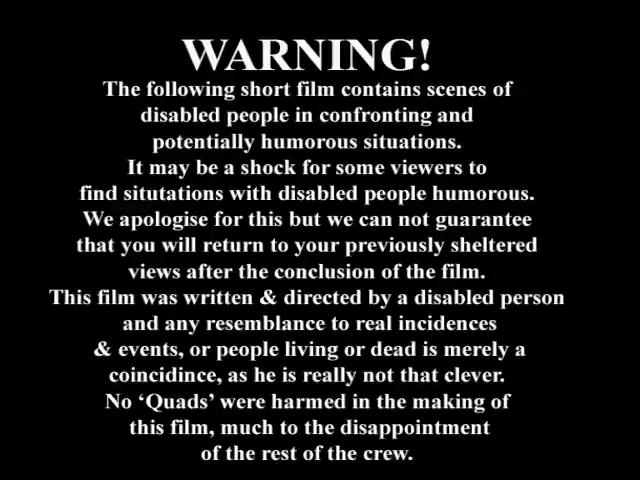 WARNING!
The following short film contains scenes of
disabled people in confronting and
potentially humorous situations.
It may be a shock for some viewers to
find situtations with disabled people humorous.
We apologise for this but we can not guarantee
that you will return to your previously sheltered
views after the conclusion of the film.
This film was written & directed by a disabled person
and any resemblance to real incidences
& events, or people living or dead is merely a
coincidince, as he is really not that clever.
No ‘Quads’ were harmed in the making of
this film, much to the disappointment
of the rest of the crew.